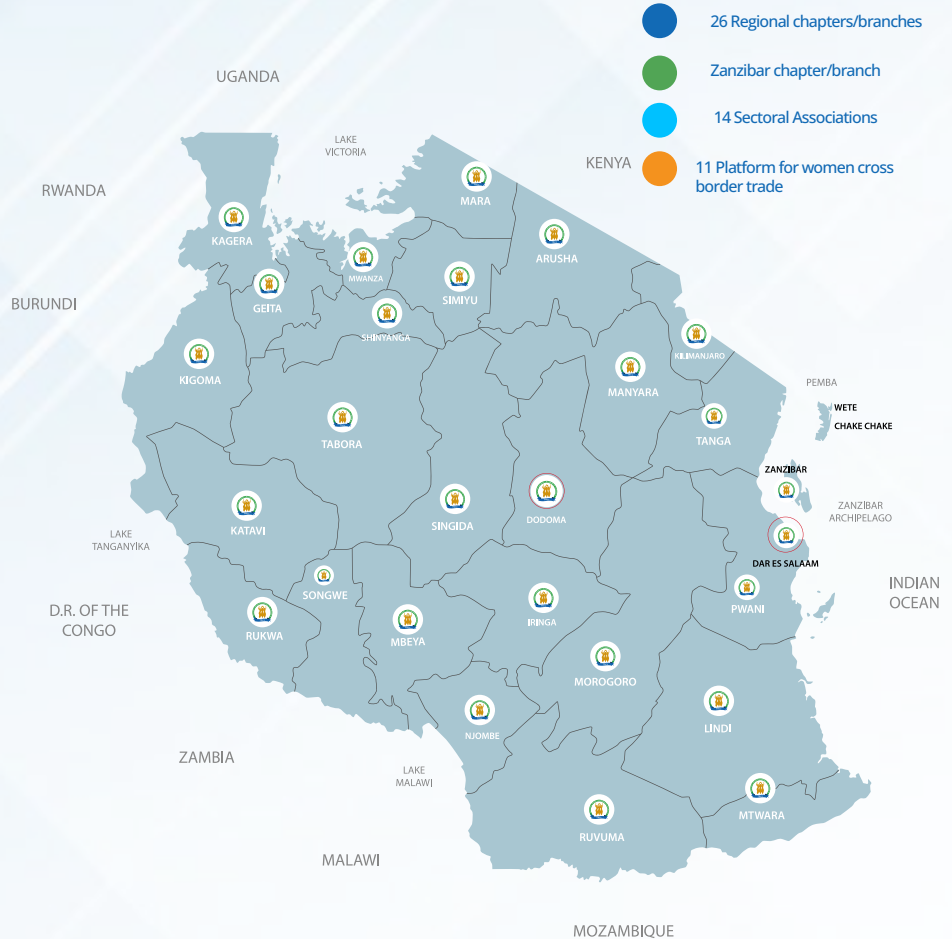 26 Regional chapters/branches
Zanzibar chapter/branch
14 Sectoral Associations
11 Platform for women cross
border trade
UGANDA
LAKE
VICTORIA
KENYA
RWANDA
MARA
KAGERA
ARUSHA
MWANZA
SIMIYU
BURUNDI
GEITA
SHINYANGA
KILIMANJARO
KIGOMA
MANYARA
PEMBA
WETE
CHAKE CHAKE
TABORA
TANGA
ZANZIBAR
ZANZIBAR
ARCHIPELAGO
KATAVI
SINGIDA
DODOMA
LAKE
TANGANYIKA
DAR ES SALAAM
INDIAN
OCEAN
SONGWE
PWANI
D.R. OF THE
CONGO
RUKWA
MBEYA
IRINGA
MOROGORO
LINDI
NJOMBE
ZAMBIA
LAKE
MALAWI
MTWARA
RUVUMA
MALAWI
MOZAMBIQUE